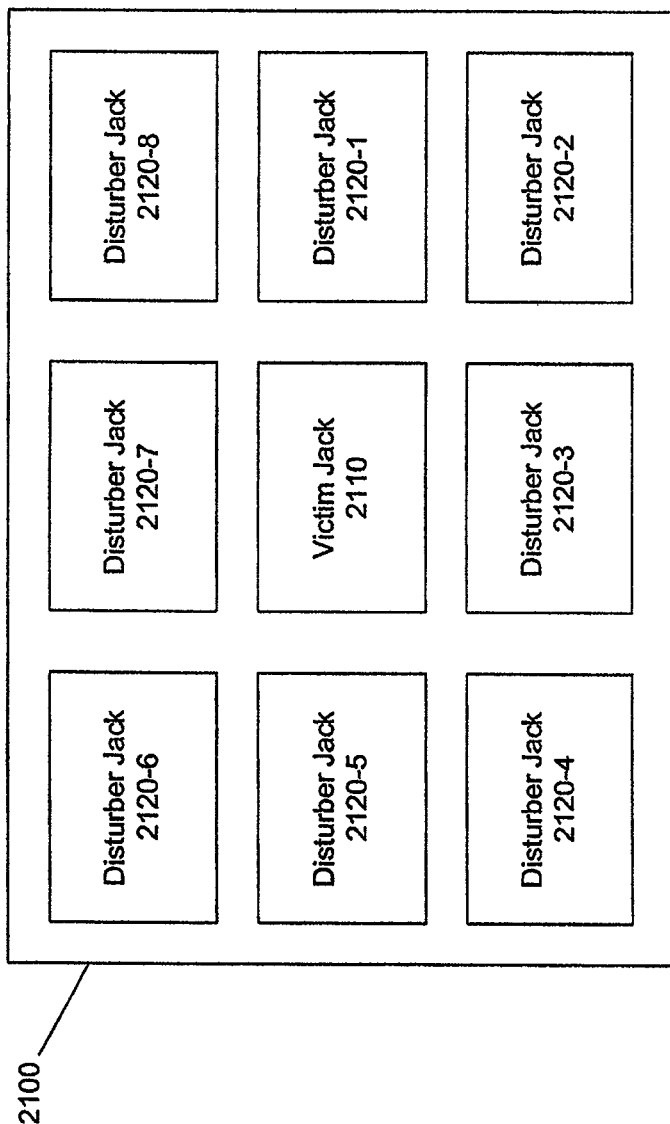 2100
Disturber Jack
2120-6
Disturber Jack
2120-7
Disturber Jack
2120-8
Disturber Jack
2120-5
Victim Jack
2110
Disturber Jack
2120-1
Disturber Jack
2120-4
Disturber Jack
2120-3
Disturber Jack
2120-2